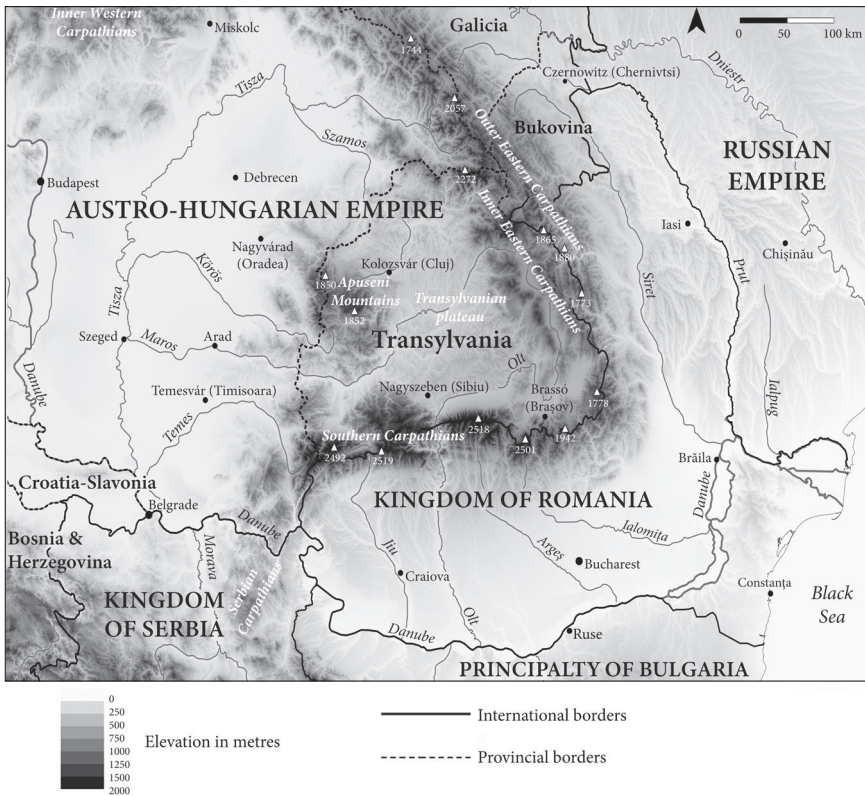 Inner Western
Carpathians
Miskolc
Galicia
0 50 100 km
1744
Tisza
Czernowitz (Chernivtsi)
Dniestr
2057
Szamos
Outer Eastern Carpathians
Bukovina
RUSSIAN
EMPIRE
Budapest
Debrecen
2272
Inner Eastern Carpathians
AUSTRO-HUNGARIAN EMPIRE
Iasi
Nagyvárad
(Oradea)
1865
1880
Chișinău
Kolozsvár (Cluj)
Körös
1850
Apuseni
Mountains
1852
Transylvanian
plateau
1773
Siret
Prut
Tisza
Szeged
Maros
Arad
Transylvania
Danube
Temesvár (Timisoara)
Nagyszeben (Sibiu)
Olt
Brassó
(Brașov)
1778
Ialpug
Temes
Southern Carpathians
2492
2519
2518
2501
1942
Brăila
Croatia-Slavonia
KINGDOM OF ROMANIA
Danube
Belgrade
Danube
Ialomița
Bosnia &
Herzegovina
Morava
Jiu
Argeș
Bucharest
Serbian
Carpathians
Craiova
Constanța
Black
Sea
KINGDOM
OF SERBIA
Olt
Danube
Ruse
PRINCIPALTY OF BULGARIA
0
250
500
750
1000
1250
1500
2000
Elevation in metres
International borders
Provincial borders